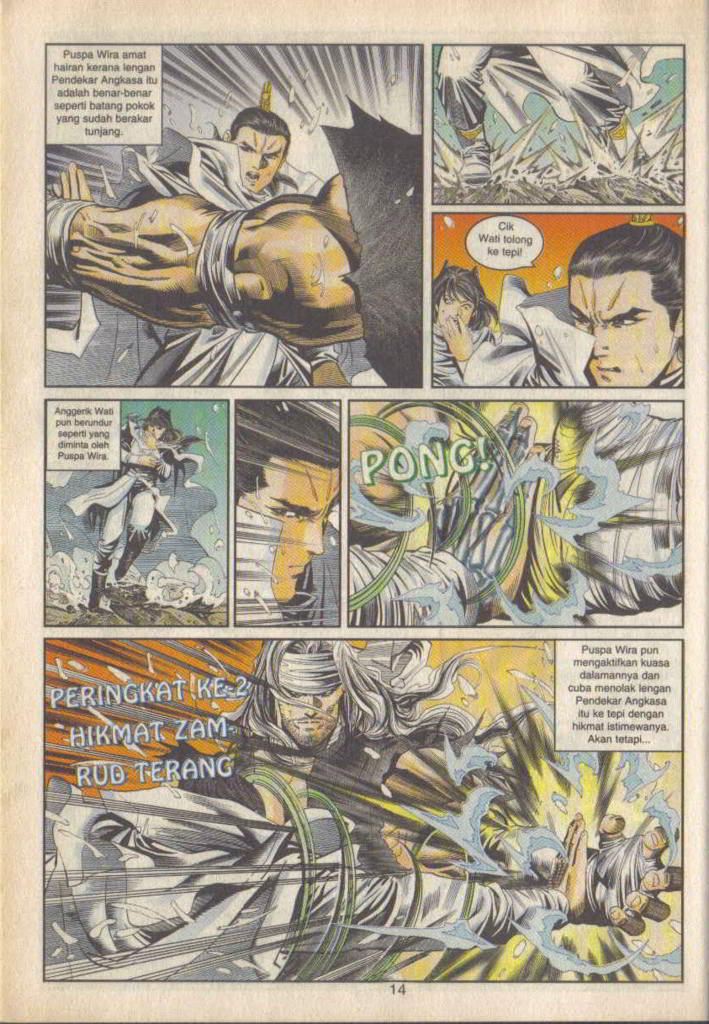 Puspa Wira amat
hairan kerana lengan
Pendekar Angkasa itu
adalah benar-benar
seperti batang pokok
yang sudah berakar
tunjang.
Cik
Wati tolong
ke tepi!
Anggerik Wati
pun berundur
seperti yang
diminta oleh
Puspa Wira.
PONG!
PERINGKAT KE-2
HIKMAT ZAM-
RUD TERANG
Puspa Wira pun
mengaktifkan kuasa
dalamannya dan
cuba menolak lengan
Pendekar Angkasa
itu ke tepi dengan
hikmat istimewanya.
Akan tetapi...
14